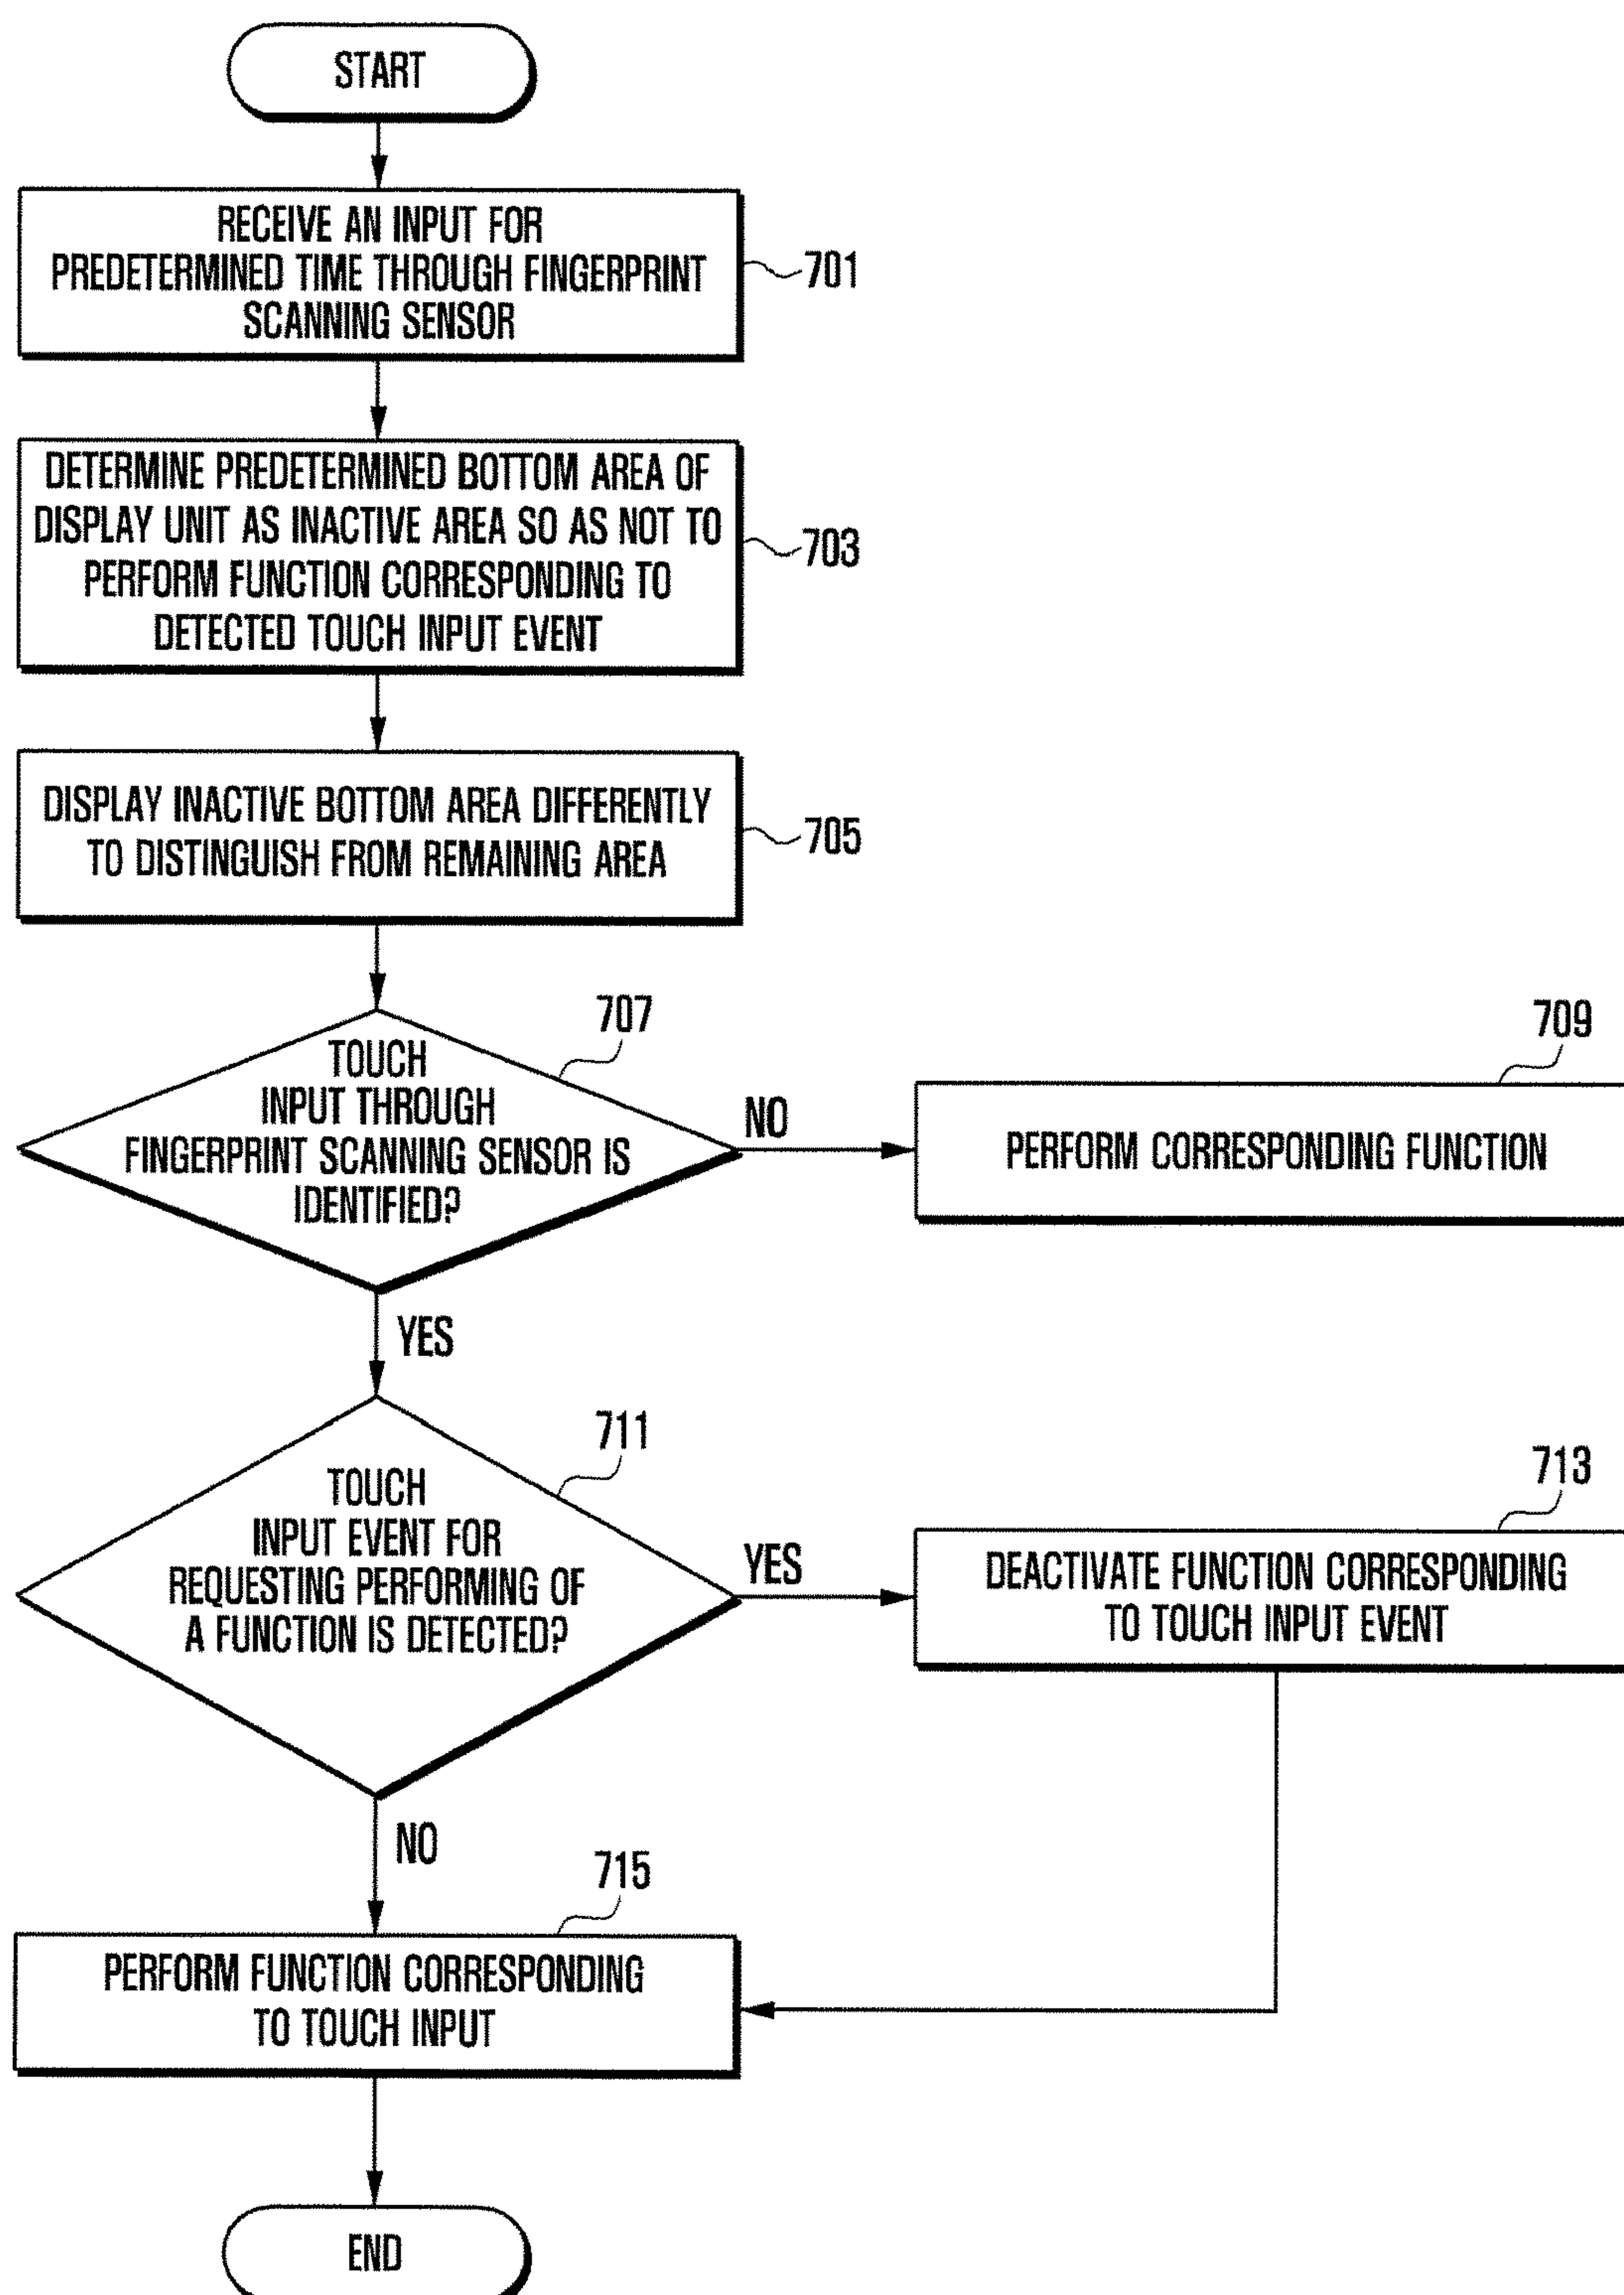 START
RECEIVE AN INPUT FOR
PREDETERMINED TIME THROUGH FINGERPRINT
SCANNING SENSOR
701
DETERMINE PREDETERMINED BOTTOM AREA OF
DISPLAY UNIT AS INACTIVE AREA SO AS NOT TO
PERFORM FUNCTION CORRESPONDING TO
DETECTED TOUCH INPUT EVENT
703
DISPLAY INACTIVE BOTTOM AREA DIFFERENTLY
TO DISTINGUISH FROM REMAINING AREA
705
707
TOUCH
INPUT THROUGH
FINGERPRINT SCANNING SENSOR IS
IDENTIFIED?
NO
709
PERFORM CORRESPONDING FUNCTION
YES
711
TOUCH
INPUT EVENT FOR
REQUESTING PERFORMING OF
A FUNCTION IS DETECTED?
YES
713
DEACTIVATE FUNCTION CORRESPONDING
TO TOUCH INPUT EVENT
NO
715
PERFORM FUNCTION CORRESPONDING
TO TOUCH INPUT
END